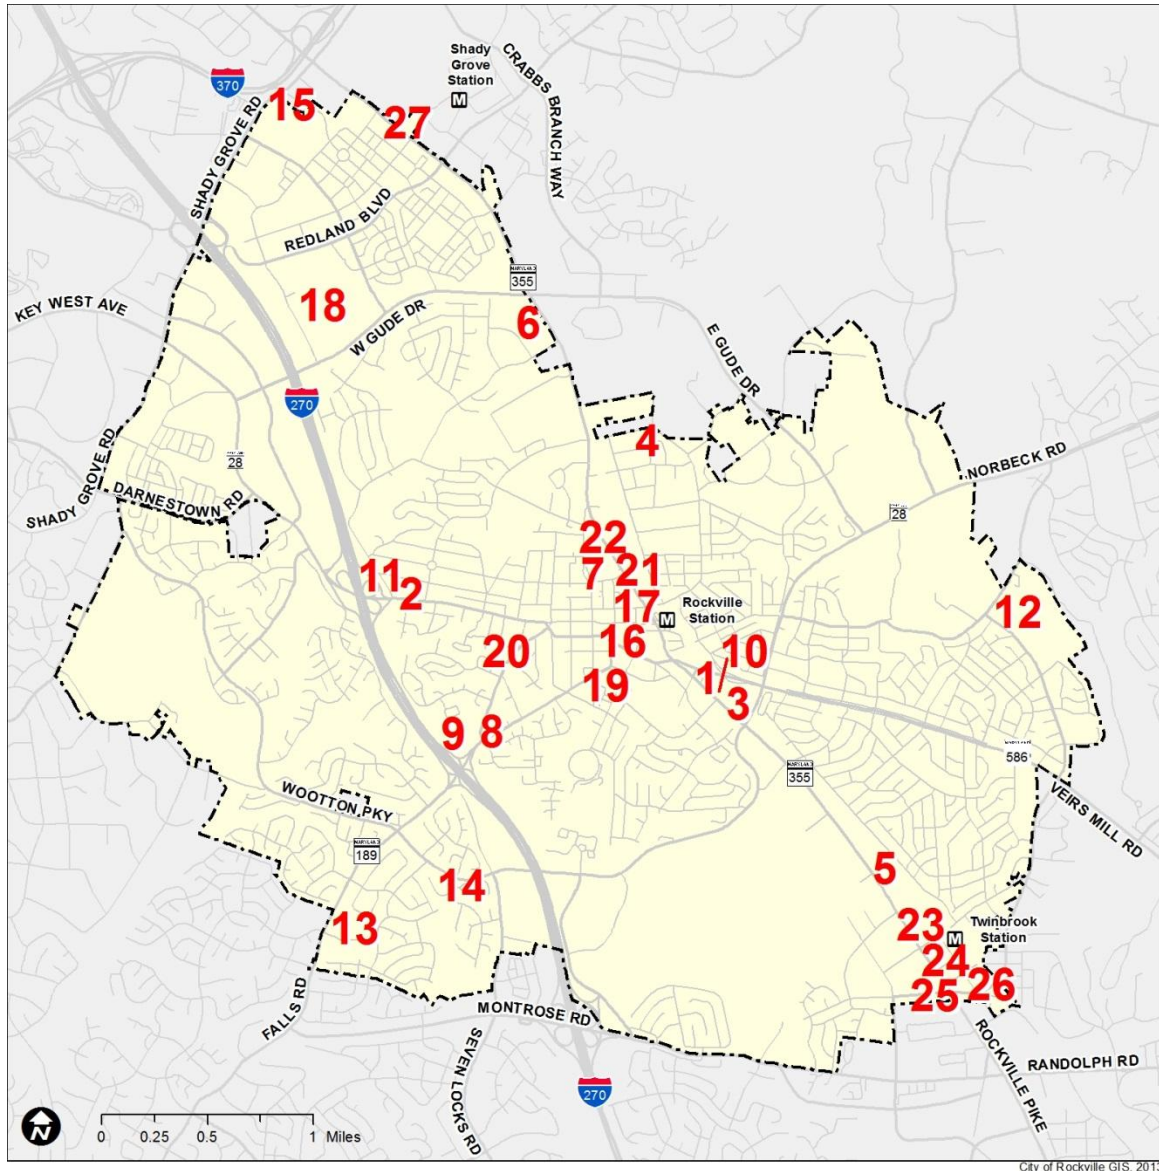 Shady
Grove
Station
M
370
15
27
CRABBS BRANCH WAY
SHADY GROVE RD
REDLAND BLVD
MARYLAND
355
KEY WEST AVE
18
W GUDE DR
6
E GUDE DR
270
4
NORBECK RD
28
SHADY GROVE RD
DARNESTOWN RD
28
22
11
2
7
21
17
Rockville
Station
M
12
16
20
10
1/
3
19
9
8
586
MARYLAND
355
VEIRS MILL RD
WOOTTON PKY
MARYLAND
189
5
14
13
23
Twinbrook
Station
M
24
25
26
FALLS RD
MONTROSE RD
SEVEN LOCKS RD
ROCKVILLE PIKE
RANDOLPH RD
270
N
0 0.25 0.5 1 Miles
City of Rockville GIS, 201